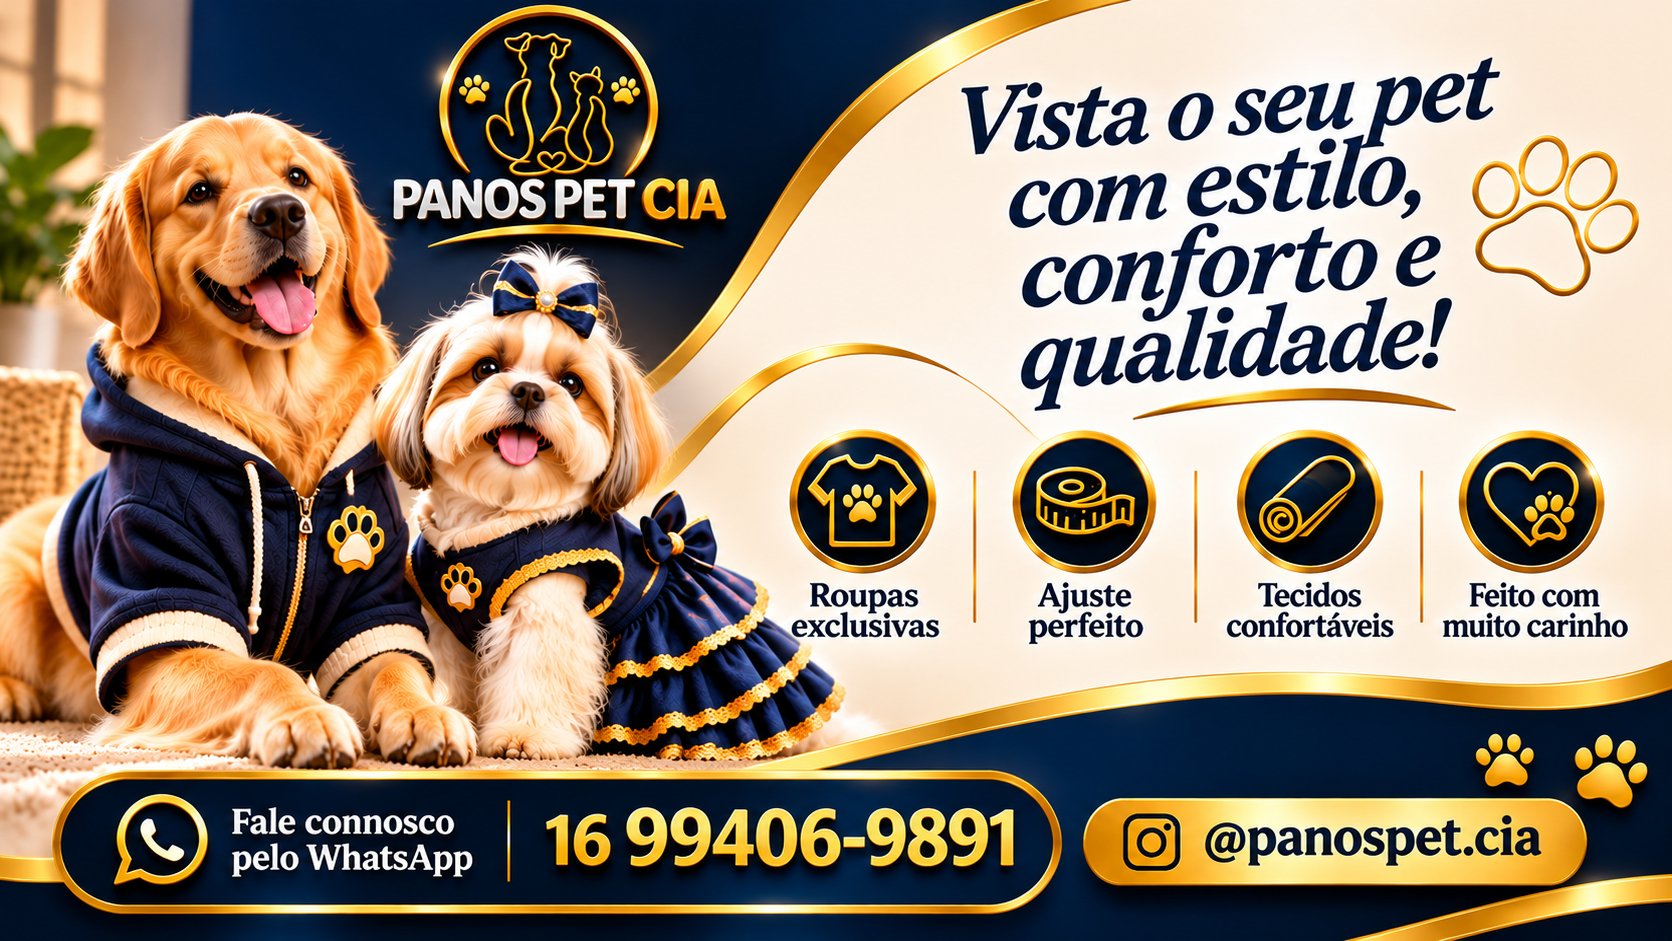 PANOS PET CIA
Vista o seu pet
com estilo,
conforto e
qualidade!
Roupas
exclusivas
Ajuste
perfeito
Tecidos
confortáveis
Feito com
muito carinho
Fale connosco
pelo WhatsApp
16 99406-9891
@panospet.cia